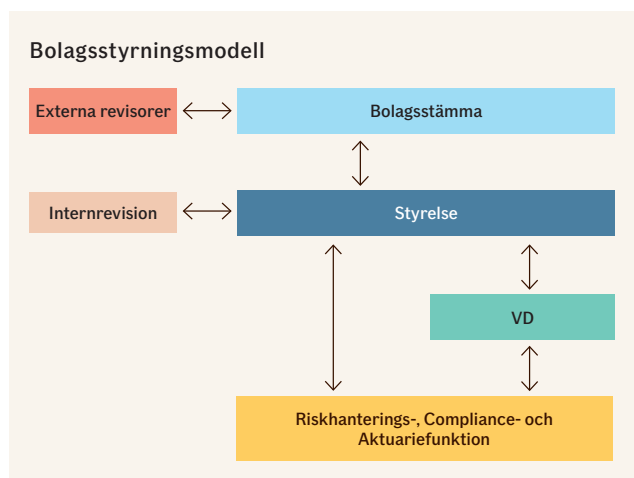 Bolagsstyrningsmodell
Externa revisorer
Bolagsstämma
Internrevision
Styrelse
VD
Riskhanterings-, Compliance- och
Aktuariefunktion